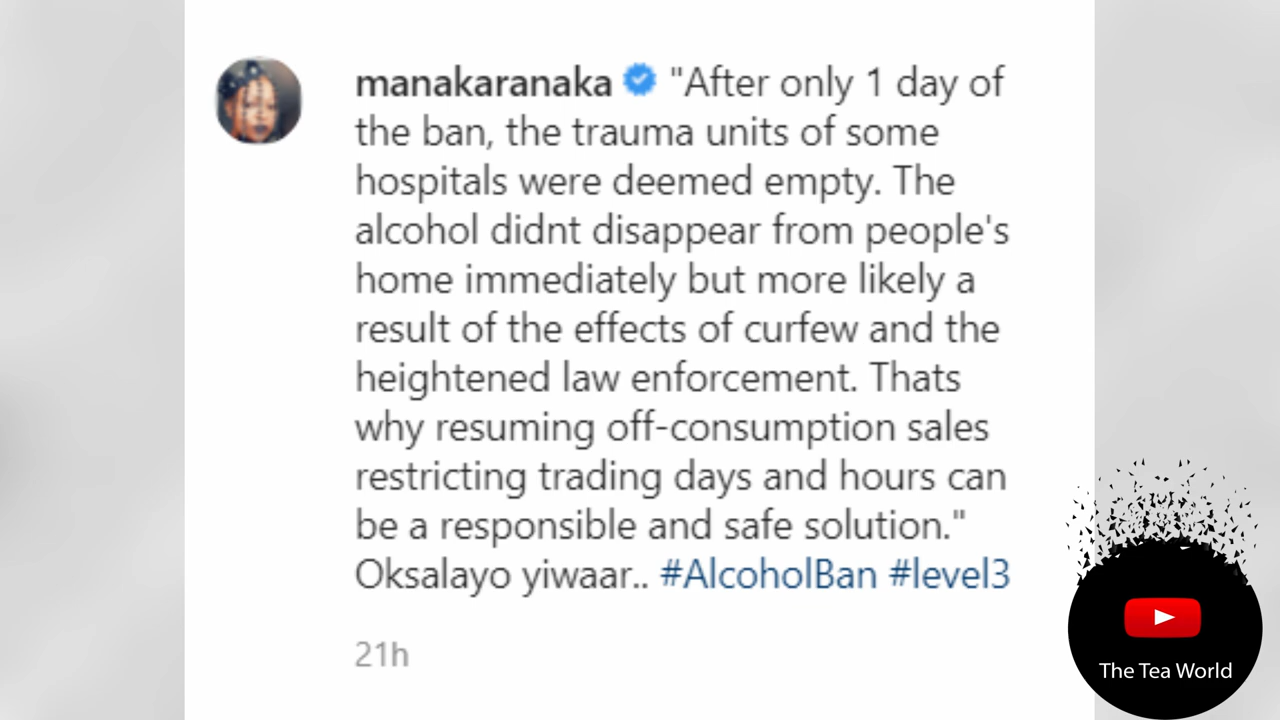 manakaranaka "After only 1 day of
the ban, the trauma units of some
hospitals were deemed empty. The
alcohol didnt disappear from people's
home immediately but more likely a
result of the effects of curfew and the
heightened law enforcement. Thats
why resuming off-consumption sales
restricting trading days and hours can
be a responsible and safe solution."
Oksalayo yiwaar.. #AlcoholBan #level3
21h
The Tea World